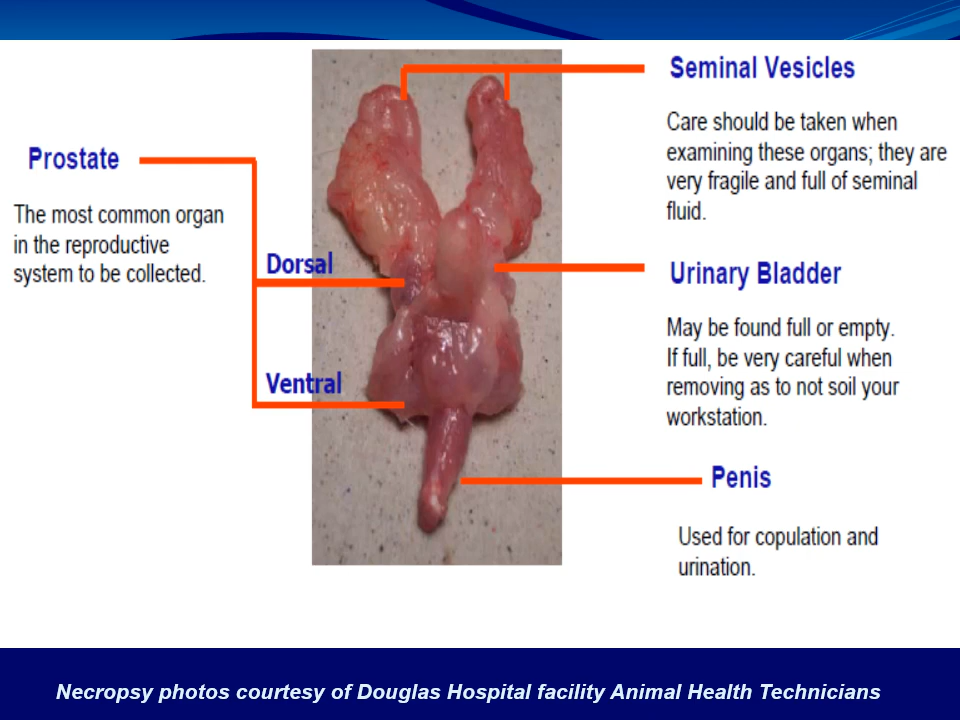 Seminal Vesicles
Care should be taken when
examining these organs; they are
very fragile and full of seminal
fluid.
Prostate
The most common organ
in the reproductive
system to be collected.
Dorsal
Urinary Bladder
May be found full or empty.
If full, be very careful when
removing as to not soil your
workstation.
Ventral
Penis
Used for copulation and
urination.
Necropsy photos courtesy of Douglas Hospital facility Animal Health Technicians